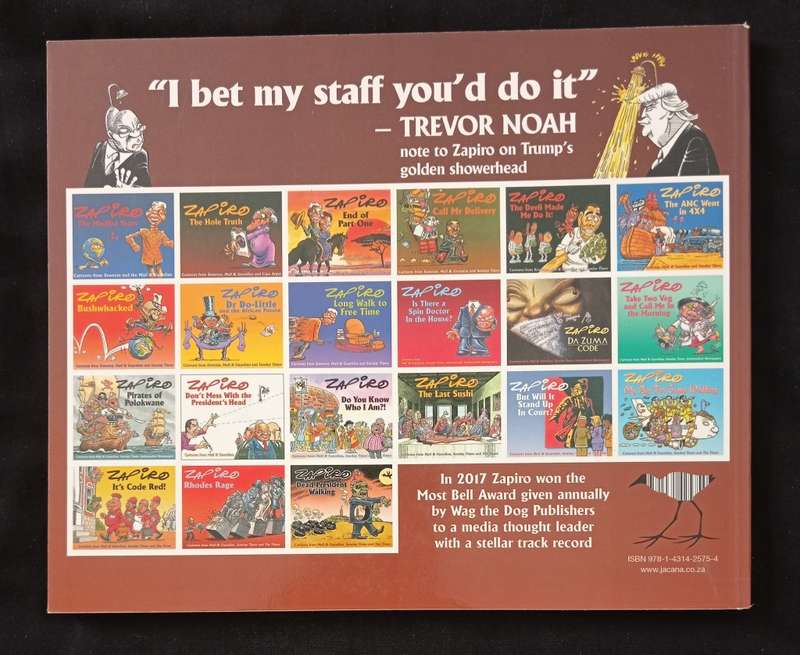 “I bet my staff you’d do it”
– TREVOR NOAH
note to Zapiro on Trump’s
golden showerhead
ZAPIRO
The Madiba Years
ZAPIRO
The Hole Truth
ZAPIRO
End of
Part One
ZAPIRO
Call Mr Delivery
ZAPIRO
The Devil Made
Me Do It!
ZAPIRO
The ANC Went
in 4X4
ZAPIRO
Bushwhacked
ZAPIRO
Dr Do-Little
and the African Potato
ZAPIRO
Long Walk to
Free Time
ZAPIRO
Is There a
Spin Doctor
In the House?
ZAPIRO
DA ZUMA
CODE
ZAPIRO
Take Two Veg
and Call Me In
the Morning
ZAPIRO
Pirates of
Polokwane
ZAPIRO
Don't Mess With the
President's Head
ZAPIRO
Do You Know
Who I Am?!
ZAPIRO
The Last Sushi
ZAPIRO
But Will it
Stand Up
In Court?
ZAPIRO
ZAPIRO
It's Code Red!
ZAPIRO
Rhodes Rage
ZAPIRO
Dead President
Walking
In 2017 Zapiro won the
Most Bell Award given annually
by Wag the Dog Publishers
to a media thought leader
with a stellar track record
ISBN 978-1-4314-2575-4
www.jacana.co.za